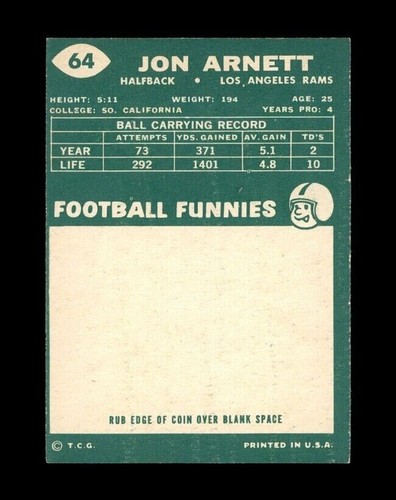 64
JON ARNETT
HALFBACK • LOS ANGELES RAMS
HEIGHT: 5:11 WEIGHT: 194 AGE: 25
COLLEGE: SO. CALIFORNIA YEARS PRO: 4
BALL CARRYING RECORD
ATTEMPTS YDS. GAINED AV. GAIN TD'S
YEAR 73 371 5.1 2
LIFE 292 1401 4.8 10
FOOTBALL FUNNIES
RUB EDGE OF COIN OVER BLANK SPACE
© T.C.G. PRINTED IN U.S.A.